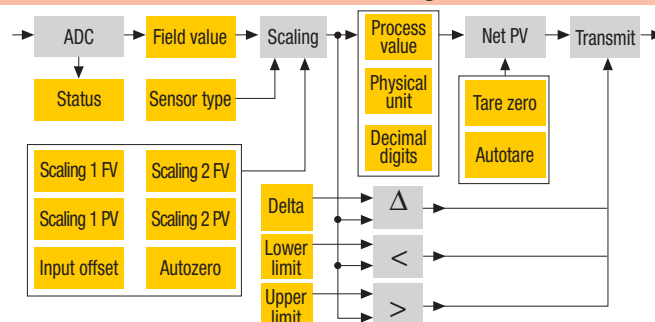 ADC
Field value
Scaling
Process
value
Net PV
Transmit
Status
Sensor type
Physical
unit
Tare zero
Decimal
digits
Autotare
Scaling 1 FV
Scaling 2 FV
Scaling 1 PV
Scaling 2 PV
Input offset
Autozero
Delta
Δ
Lower
limit
<
Upper
limit
>